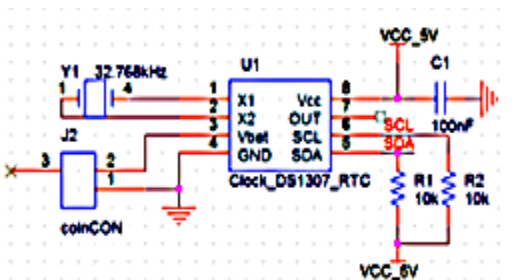 VCC_5V
U1
C1
Y1
32.768kHz
1
4
1
X1
Vcc
8
2
X2
OUT
7
3
Vbat
SCL
6
SCL
100nF
4
GND
SDA
5
SDA
J2
3
2
1
Clock_DS1307_RTC
R1
10k
R2
10k
coinCON
VCC_5V